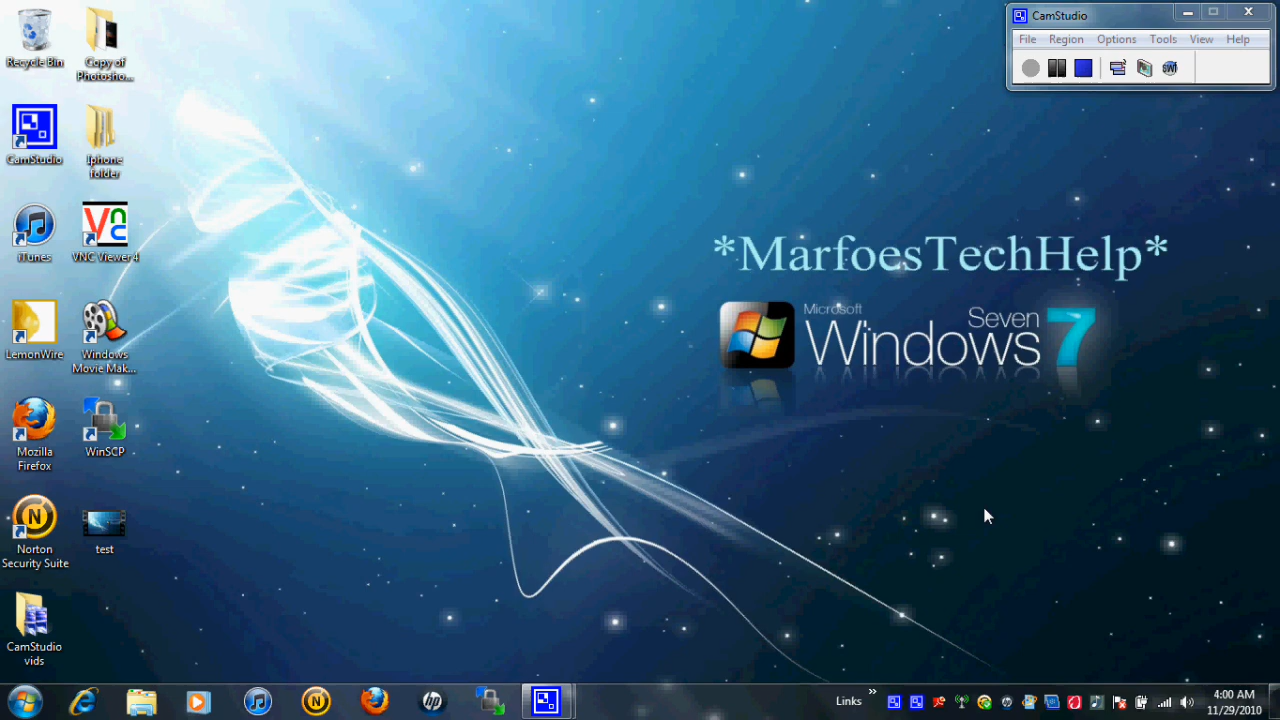 Recycle Bin
Copy of
Photosho...
CamStudio
Iphone
folder
iTunes
VNC Viewer 4
LemonWire
Windows
Movie Mak...
Mozilla
Firefox
WinSCP
Norton
Security Suite
test
CamStudio
vids
CamStudio
File Region Options Tools View Help
*MarfoesTechHelp*
Microsoft
Windows Seven 7
Links »
4:00 AM
11/29/2010